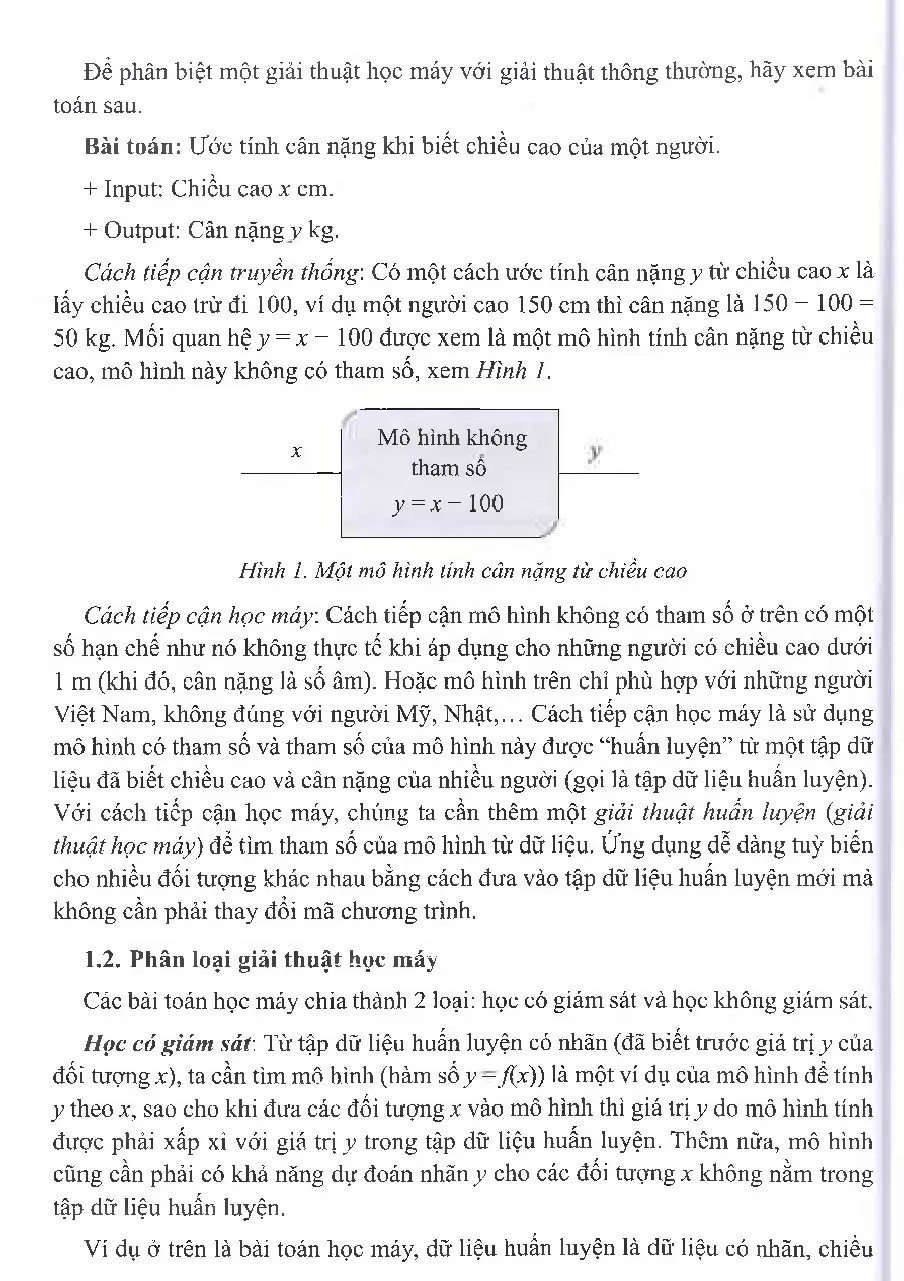 Để phân biệt một giải thuật học máy với giải thuật thông thường, hãy xem bài
toán sau.
Bài toán: Ước tính cân nặng khi biết chiều cao của một người.
+ Input: Chiều cao x cm.
+ Output: Cân nặng y kg.
Cách tiếp cận truyền thống: Có một cách ước tính cân nặng y từ chiều cao x là
lấy chiều cao trừ đi 100, ví dụ một người cao 150 cm thì cân nặng là 150 − 100 =
50 kg. Mối quan hệ y = x − 100 được xem là một mô hình tính cân nặng từ chiều
cao, mô hình này không có tham số, xem Hình 1.
x
Mô hình không
tham số
y = x − 100
y
Hình 1. Một mô hình tính cân nặng từ chiều cao
Cách tiếp cận học máy: Cách tiếp cận mô hình không có tham số ở trên có một
số hạn chế như nó không thực tế khi áp dụng cho những người có chiều cao dưới
1 m (khi đó, cân nặng là số âm). Hoặc mô hình trên chỉ phù hợp với những người
Việt Nam, không đúng với người Mỹ, Nhật,... Cách tiếp cận học máy là sử dụng
mô hình có tham số và tham số của mô hình này được “huấn luyện” từ một tập dữ
liệu đã biết chiều cao và cân nặng của nhiều người (gọi là tập dữ liệu huấn luyện).
Với cách tiếp cận học máy, chúng ta cần thêm một giải thuật huấn luyện (giải
thuật học máy) để tìm tham số của mô hình từ dữ liệu. Ứng dụng dễ dàng tuỳ biến
cho nhiều đối tượng khác nhau bằng cách đưa vào tập dữ liệu huấn luyện mới mà
không cần phải thay đổi mã chương trình.
1.2. Phân loại giải thuật học máy
Các bài toán học máy chia thành 2 loại: học có giám sát và học không giám sát.
Học có giám sát: Từ tập dữ liệu huấn luyện có nhãn (đã biết trước giá trị y của
đối tượng x), ta cần tìm mô hình (hàm số y = f(x)) là một ví dụ của mô hình để tính
y theo x, sao cho khi đưa các đối tượng x vào mô hình thì giá trị y do mô hình tính
được phải xấp xỉ với giá trị y trong tập dữ liệu huấn luyện. Thêm nữa, mô hình
cũng cần phải có khả năng dự đoán nhãn y cho các đối tượng x không nằm trong
tập dữ liệu huấn luyện.
Ví dụ ở trên là bài toán học máy, dữ liệu huấn luyện là dữ liệu có nhãn, chiều